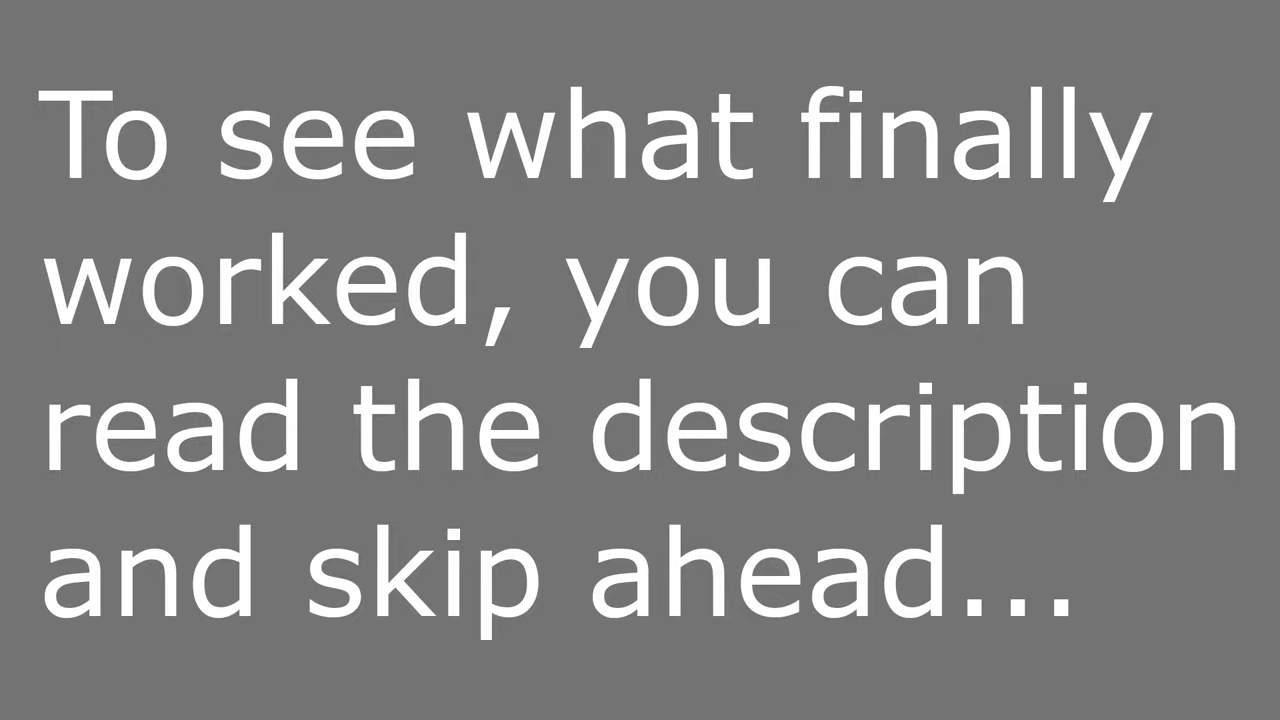 To see what finally
worked, you can
read the description
and skip ahead...